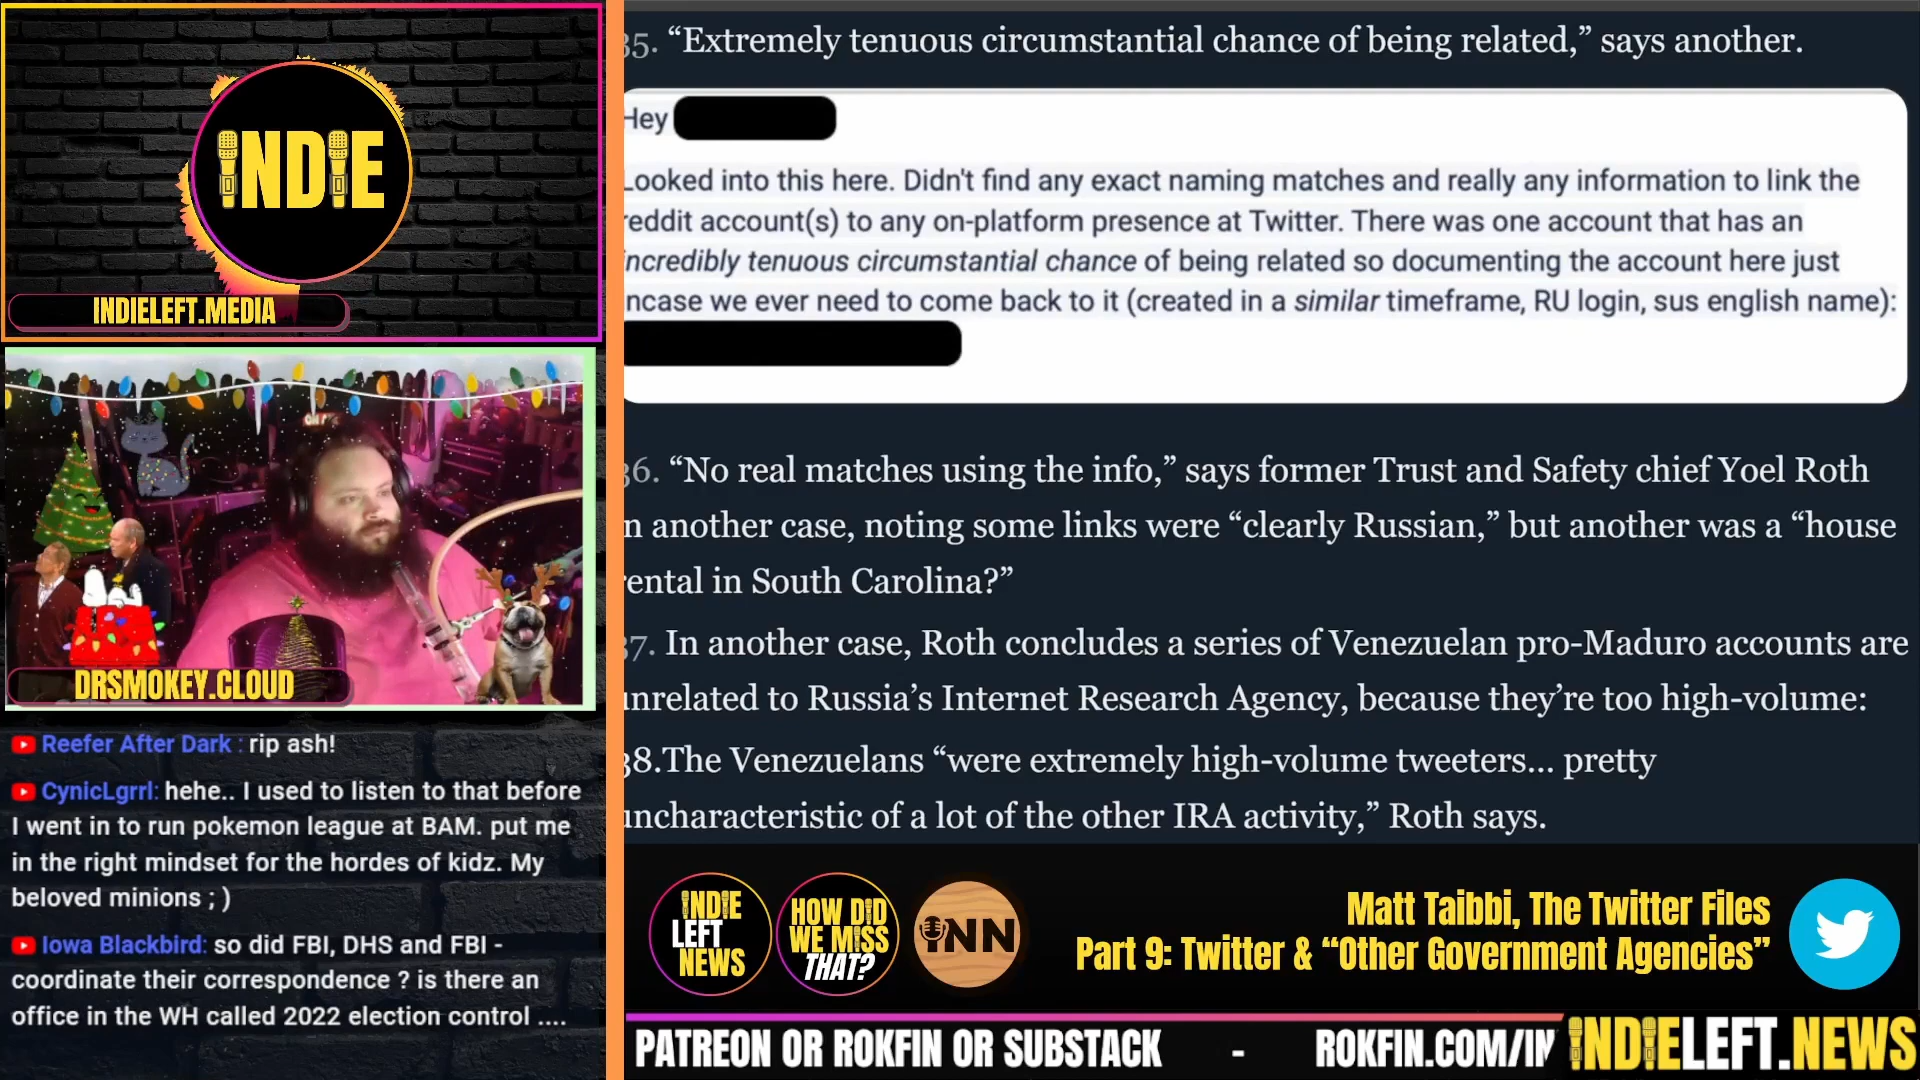 INDIE
INDIELEFT.MEDIA
DRSMOKEY.CLOUD
Reefer After Dark : rip ash!
CynicLgrrl: hehe.. I used to listen to that before
I went in to run pokemon league at BAM. put me
in the right mindset for the hordes of kidz. My
beloved minions ; )
Iowa Blackbird: so did FBI, DHS and FBI -
coordinate their correspondence ? is there an
office in the WH called 2022 election control ....
35. “Extremely tenuous circumstantial chance of being related,” says another.
Hey
Looked into this here. Didn't find any exact naming matches and really any information to link the
reddit account(s) to any on-platform presence at Twitter. There was one account that has an
incredibly tenuous circumstantial chance of being related so documenting the account here just
incase we ever need to come back to it (created in a similar timeframe, RU login, sus english name):
36. “No real matches using the info,” says former Trust and Safety chief Yoel Roth
in another case, noting some links were “clearly Russian,” but another was a “house
rental in South Carolina?”
37. In another case, Roth concludes a series of Venezuelan pro-Maduro accounts are
unrelated to Russia’s Internet Research Agency, because they’re too high-volume:
38.The Venezuelans “were extremely high-volume tweeters... pretty
uncharacteristic of a lot of the other IRA activity,” Roth says.
INDIE
LEFT
NEWS
HOW DID
WE MISS
THAT?
INN
Matt Taibbi, The Twitter Files
Part 9: Twitter & “Other Government Agencies”
PATREON OR ROKFIN OR SUBSTACK - ROKFIN.COM/IN
INDIELEFT.NEWS